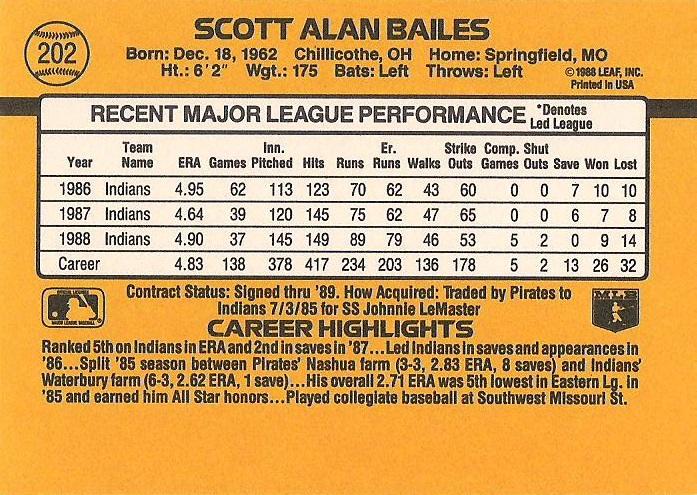 202
SCOTT ALAN BAILES
Born: Dec. 18, 1962 Chillicothe, OH Home: Springfield, MO
Ht.: 6'2" Wgt.: 175 Bats: Left Throws: Left
©1988 LEAF, INC.
Printed in USA
RECENT MAJOR LEAGUE PERFORMANCE *Denotes Led League
Year Team Name ERA Games Inn. Pitched Hits Runs Er. Runs Walks Strike Outs Comp. Games Shut Outs Save Won Lost
1986 Indians 4.95 62 113 123 70 62 43 60 0 0 7 10 10
1987 Indians 4.64 39 120 145 75 62 47 65 0 0 6 7 8
1988 Indians 4.90 37 145 149 89 79 46 53 5 2 0 9 14
Career 4.83 138 378 417 234 203 136 178 5 2 13 26 32
Contract Status: Signed thru '89. How Acquired: Traded by Pirates to
Indians 7/3/85 for SS Johnnie LeMaster
CAREER HIGHLIGHTS
Ranked 5th on Indians in ERA and 2nd in saves in '87...Led Indians in saves and appearances in
'86...Split '85 season between Pirates' Nashua farm (3-3, 2.83 ERA, 8 saves) and Indians'
Waterbury farm (6-3, 2.62 ERA, 1 save)...His overall 2.71 ERA was 5th lowest in Eastern Lg. in
'85 and earned him All Star honors...Played collegiate baseball at Southwest Missouri St.